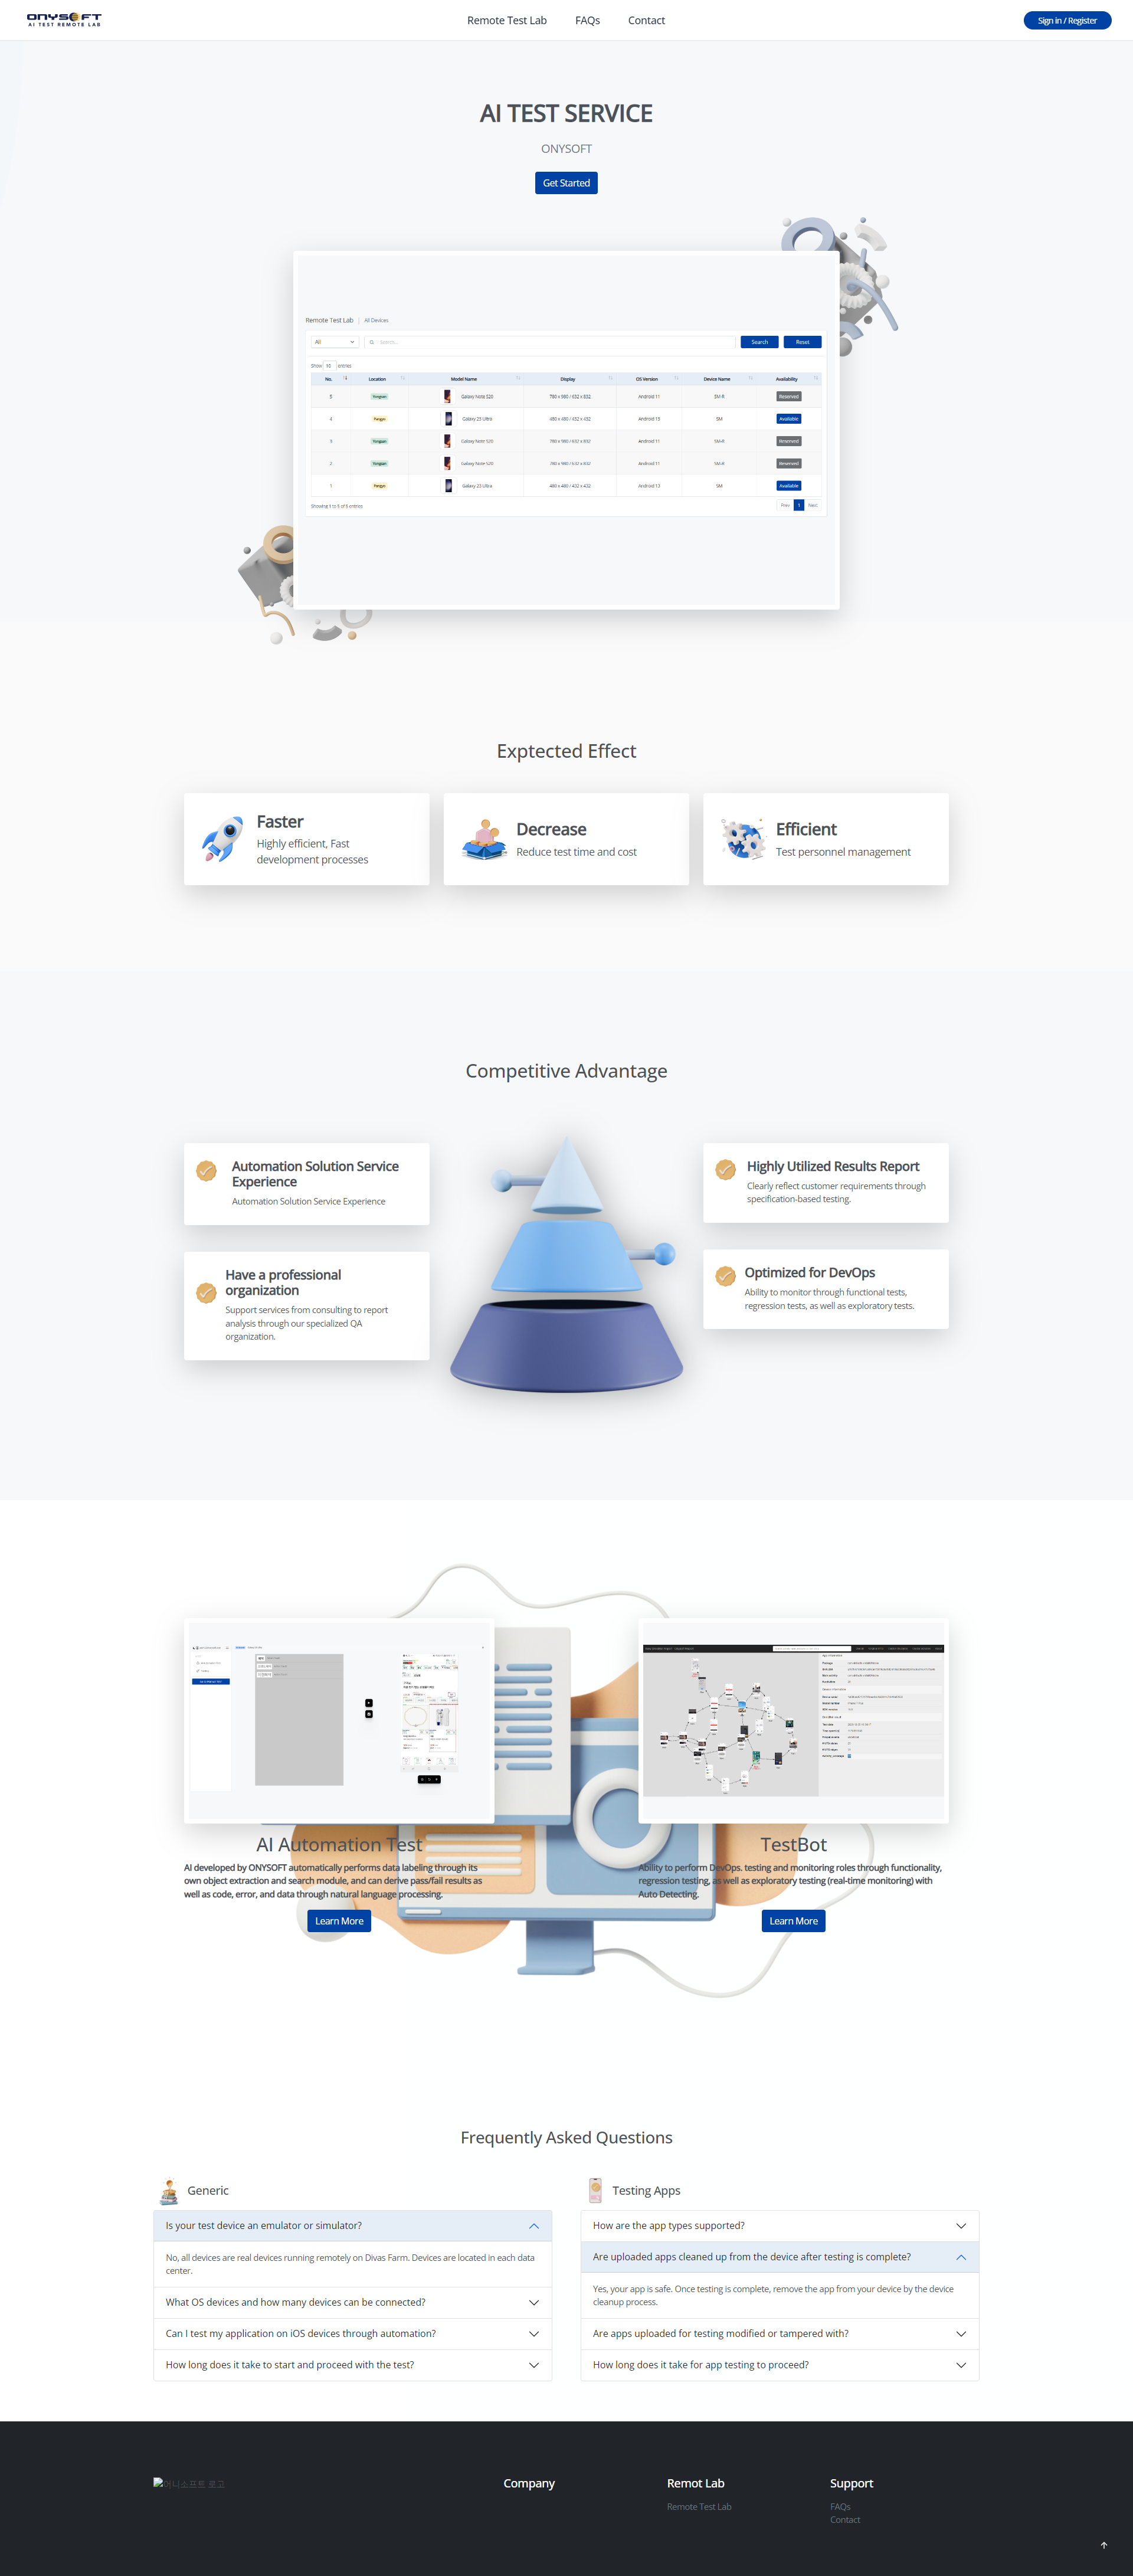 ONYSOFT
AI TEST REMOTE LAB
Remote Test Lab
FAQs
Contact
Sign in / Register
AI TEST SERVICE
ONYSOFT
Get Started
Remote Test Lab | All Devices
All
Search...
Search
Reset
Show 10 entries
No. Location Model Name Display OS Version Device Name Availability
5 Yongsan Galaxy Note S20 780 x 980 / 632 x 832 Android 11 SM-R Reserved
4 Pangyo Galaxy 23 Ultra 480 x 480 / 432 x 432 Android 13 SM Available
3 Yongsan Galaxy Note S20 780 x 980 / 632 x 832 Android 11 SM-R Reserved
2 Yongsan Galaxy Note S20 780 x 980 / 632 x 832 Android 11 SM-R Reserved
1 Pangyo Galaxy 23 Ultra 480 x 480 / 432 x 432 Android 13 SM Available
Showing 1 to 5 of 5 entries
Prev 1 Next
Exptected Effect
Faster
Highly efficient, Fast
development processes
Decrease
Reduce test time and cost
Efficient
Test personnel management
Competitive Advantage
Automation Solution Service
Experience
Automation Solution Service Experience
Have a professional
organization
Support services from consulting to report
analysis through our specialized QA
organization.
Highly Utilized Results Report
Clearly reflect customer requirements through
specification-based testing.
Optimized for DevOps
Ability to monitor through functional tests,
regression tests, as well as exploratory tests.
AI Automation Test
AI developed by ONYSOFT automatically performs data labeling through its
own object extraction and search module, and can derive pass/fail results as
well as code, error, and data through natural language processing.
Learn More
TestBot
Ability to perform DevOps. testing and monitoring roles through functionality,
regression testing, as well as exploratory testing (real-time monitoring) with
Auto Detecting.
Learn More
Frequently Asked Questions
Generic
Is your test device an emulator or simulator?
No, all devices are real devices running remotely on Divas Farm. Devices are located in each data
center.
What OS devices and how many devices can be connected?
Can I test my application on iOS devices through automation?
How long does it take to start and proceed with the test?
Testing Apps
How are the app types supported?
Are uploaded apps cleaned up from the device after testing is complete?
Yes, your app is safe. Once testing is complete, remove the app from your device by the device
cleanup process.
Are apps uploaded for testing modified or tampered with?
How long does it take for app testing to proceed?
어니소프트 로고
Company
Remot Lab
Remote Test Lab
Support
FAQs
Contact